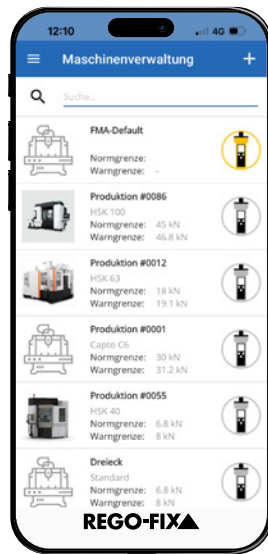 12:10
4G
Maschinenverwaltung
Suche...
FMA-Default
Normgrenze:
Warngrenze: -
Produktion #0086
HSK 100
Normgrenze: 45 kN
Warngrenze: 46.8 kN
Produktion #0012
HSK 63
Normgrenze: 18 kN
Warngrenze: 19.1 kN
Produktion #0001
Capto C6
Normgrenze: 30 kN
Warngrenze: 31.2 kN
Produktion #0055
HSK 40
Normgrenze: 6.8 kN
Warngrenze: 8 kN
Dreieck
Standard
Normgrenze: 6.8 kN
Warngrenze: 8 kN
REGO-FIX